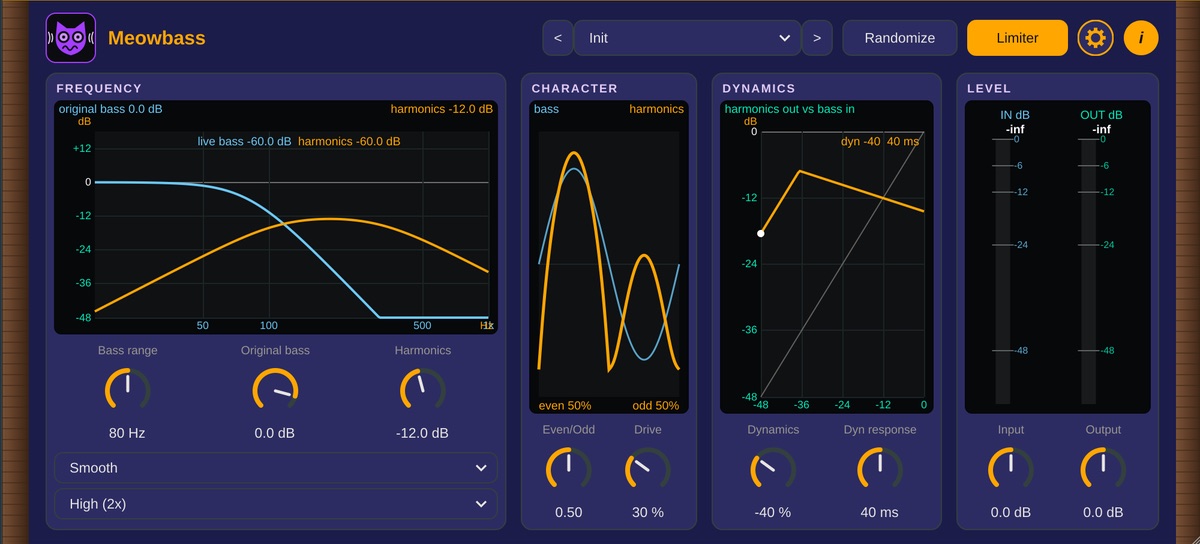 Meowbass
<
Init
>
Randomize
Limiter
i
FREQUENCY
original bass 0.0 dB
harmonics -12.0 dB
dB
live bass -60.0 dB harmonics -60.0 dB
+12
0
-12
-24
-36
-48
50
100
500
1k
Hz
Bass range
Original bass
Harmonics
80 Hz
0.0 dB
-12.0 dB
Smooth
High (2x)
CHARACTER
bass
harmonics
even 50%
odd 50%
Even/Odd
Drive
0.50
30 %
DYNAMICS
harmonics out vs bass in
dB
dyn -40 40 ms
0
-12
-24
-36
-48
-48
-36
-24
-12
0
Dynamics
Dyn response
-40 %
40 ms
LEVEL
IN dB
OUT dB
-inf
-inf
0
0
-6
-6
-12
-12
-24
-24
-48
-48
Input
Output
0.0 dB
0.0 dB